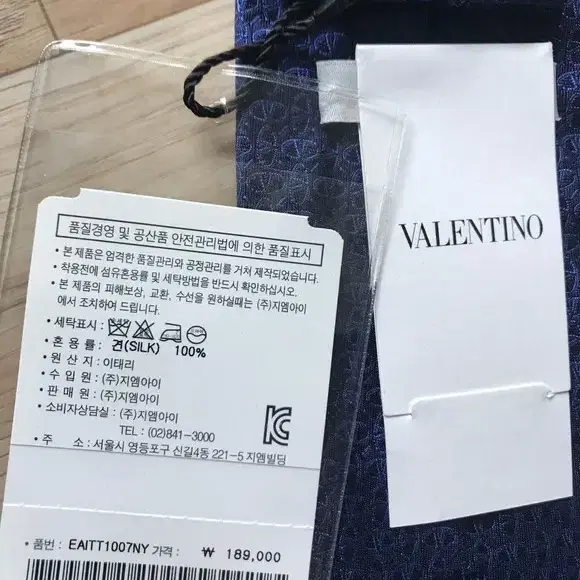 품질경영 및 공산품 안전관리법에 의한 품질표시
• 본 제품은 엄격한 품질관리와 공정관리를 거쳐 제작되었습니다.
• 착용전에 섬유혼용률 및 세탁방법을 반드시 확인하십시오.
• 본 제품의 피해보상, 교환, 수선을 원하실때는 (주)지엠아이
에서 조치하여 드립니다.
• 세탁표시 :
• 혼 용 률 : 견(SILK) 100%
• 원 산 지 : 이태리
• 수 입 원 : (주)지엠아이
• 판 매 원 : (주)지엠아이
• 소비자상담실 : (주)지엠아이
TEL : (02)841-3000
• 주 소 : 서울시 영등포구 신길4동 221-5 지엠빌딩
• 품번 : EAITT1007NY 가격 : ₩ 189,000
VALENTINO